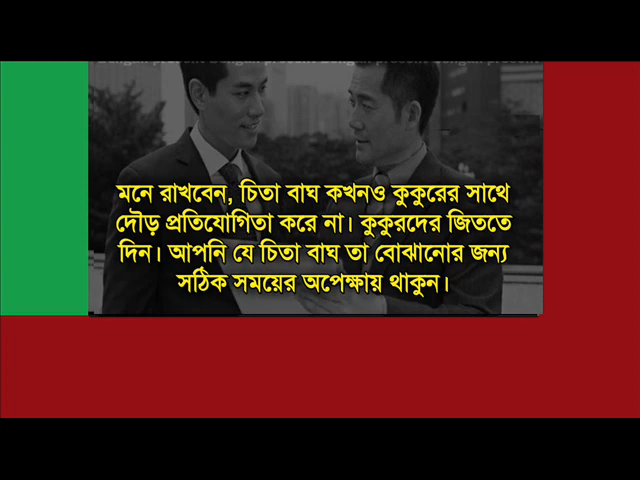 মনে রাখবেন, চিতা বাঘ কখনও কুকুরের সাথে
দৌড় প্রতিযোগিতা করে না। কুকুরদের জিততে
দিন। আপনি যে চিতা বাঘ তা বোঝানোর জন্য
সঠিক সময়ের অপেক্ষায় থাকুন।